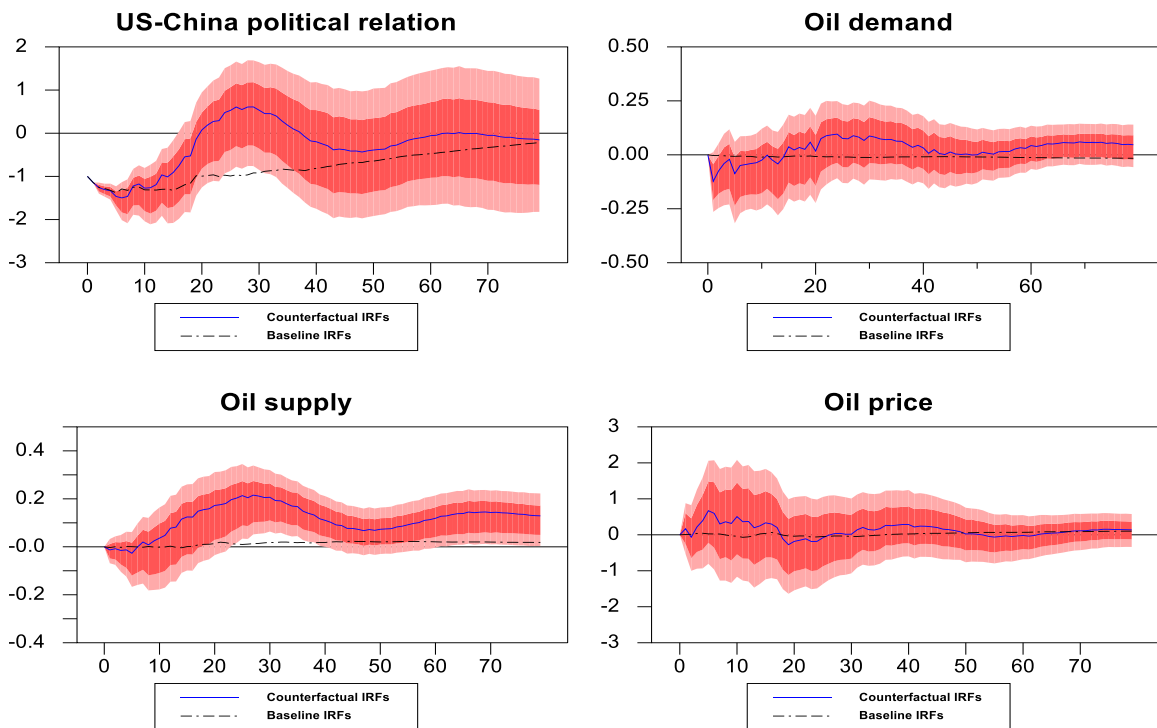 US-China political relation
2
1
0
-1
-2
-3
0 10 20 30 40 50 60 70
Counterfactual IRFs
Baseline IRFs
Oil demand
0.50
0.25
0.00
-0.25
-0.50
0 20 40 60
Counterfactual IRFs
Baseline IRFs
Oil supply
0.4
0.2
-0.0
-0.2
-0.4
0 10 20 30 40 50 60 70
Counterfactual IRFs
Baseline IRFs
Oil price
3
2
1
0
-1
-2
-3
0 10 20 30 40 50 60 70
Counterfactual IRFs
Baseline IRFs